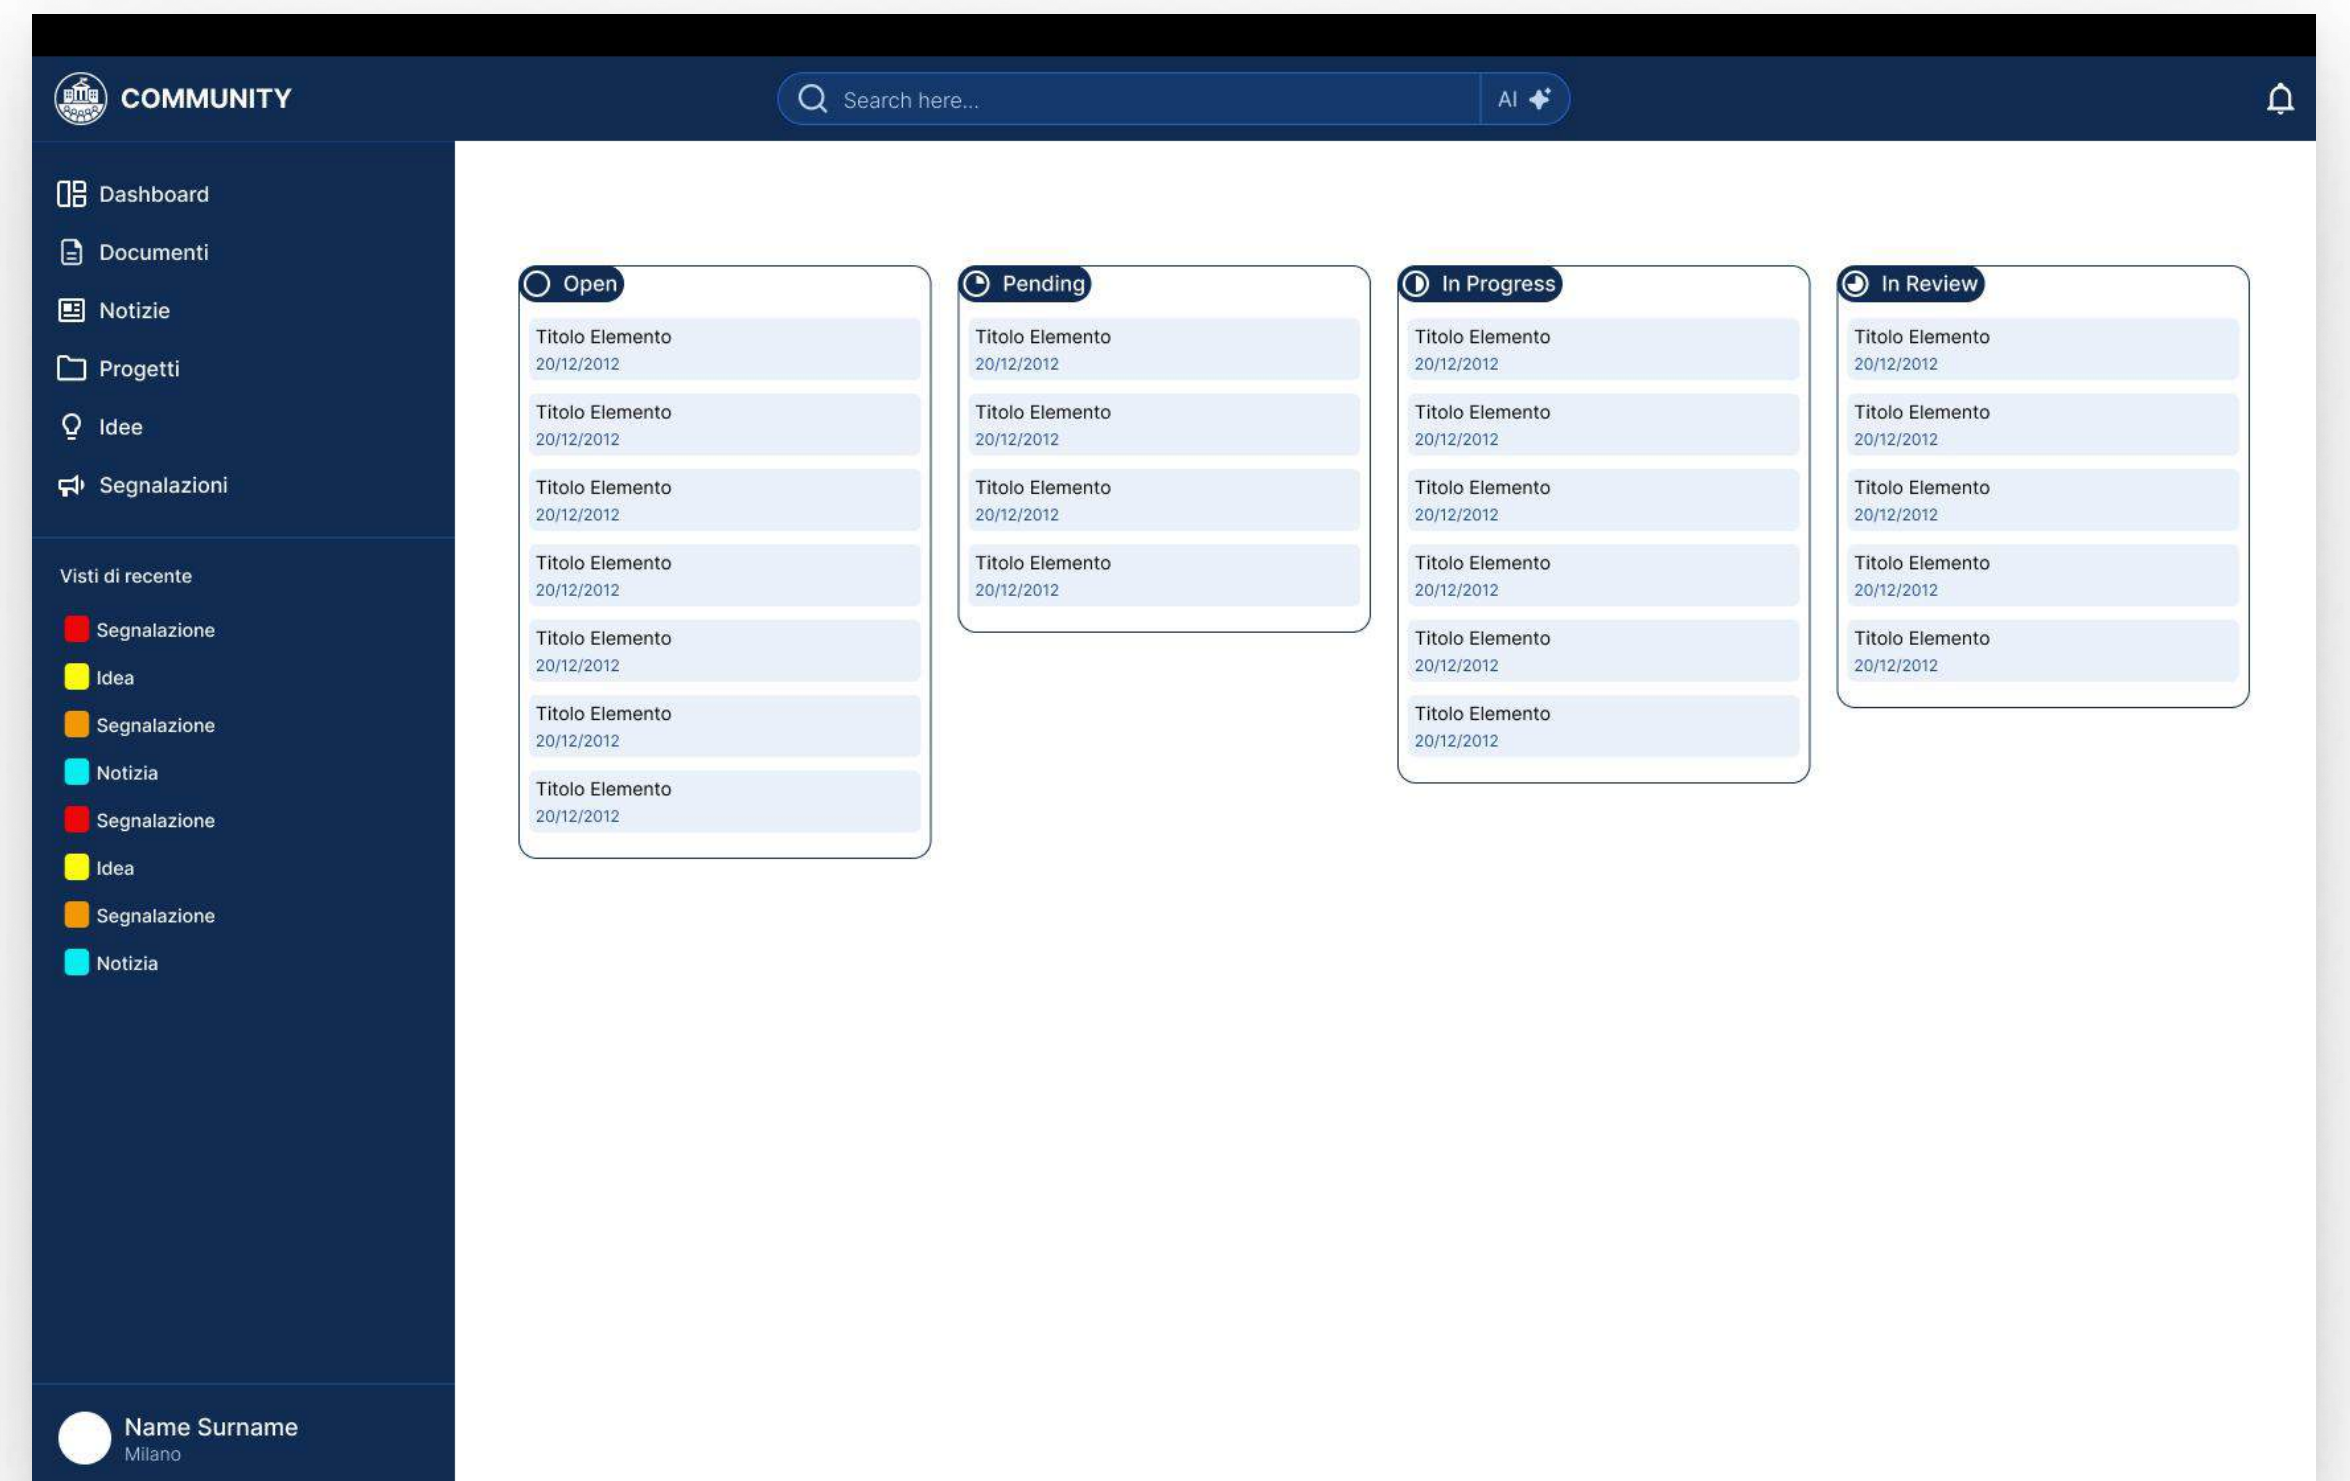 COMMUNITY
Search here...
AI
Dashboard
Documenti
Notizie
Progetti
Idee
Segnalazioni
Visti di recente
Segnalazione
Idea
Segnalazione
Notizia
Segnalazione
Idea
Segnalazione
Notizia
Name Surname
Milano
Open
Titolo Elemento
20/12/2012
Titolo Elemento
20/12/2012
Titolo Elemento
20/12/2012
Titolo Elemento
20/12/2012
Titolo Elemento
20/12/2012
Titolo Elemento
20/12/2012
Titolo Elemento
20/12/2012
Pending
Titolo Elemento
20/12/2012
Titolo Elemento
20/12/2012
Titolo Elemento
20/12/2012
Titolo Elemento
20/12/2012
In Progress
Titolo Elemento
20/12/2012
Titolo Elemento
20/12/2012
Titolo Elemento
20/12/2012
Titolo Elemento
20/12/2012
Titolo Elemento
20/12/2012
Titolo Elemento
20/12/2012
In Review
Titolo Elemento
20/12/2012
Titolo Elemento
20/12/2012
Titolo Elemento
20/12/2012
Titolo Elemento
20/12/2012
Titolo Elemento
20/12/2012